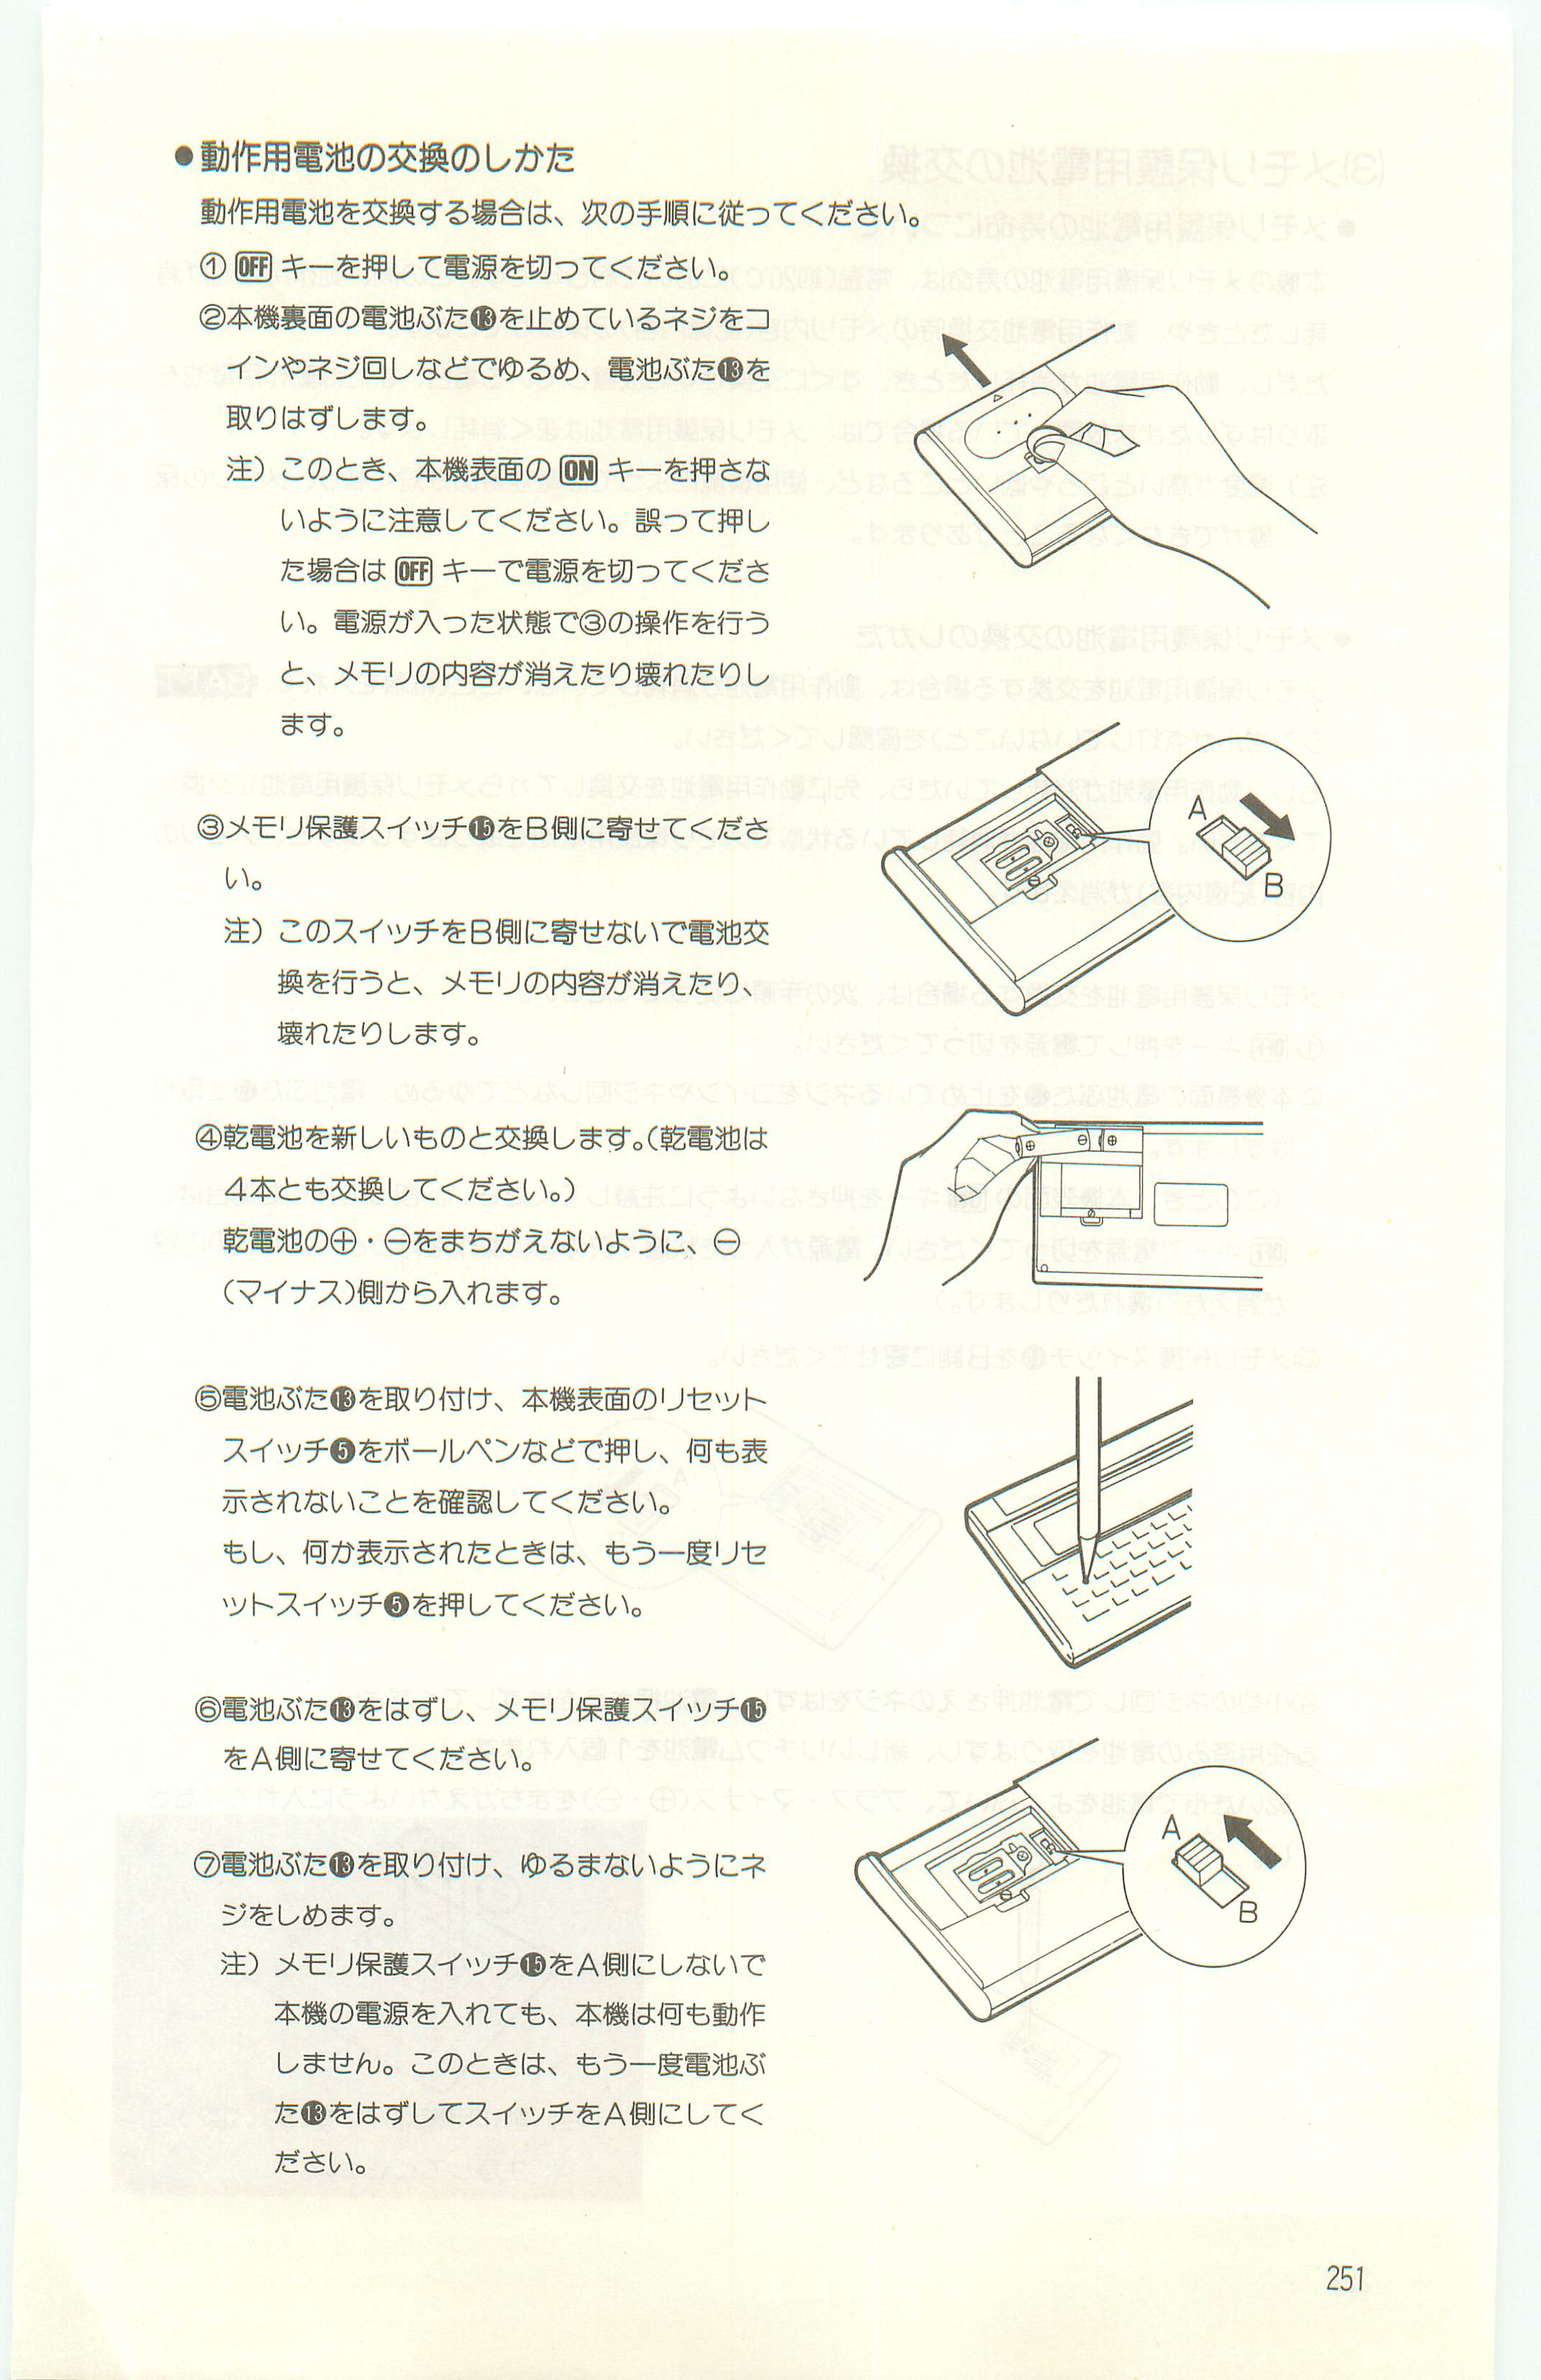 ●動作用電池の交換のしかた
動作用電池を交換する場合は、次の手順に従ってください。
① OFF キーを押して電源を切ってください。
②本機裏面の電池ぶた⓭を止めているネジをコ
インやネジ回しなどでゆるめ、電池ぶた⓭を
取りはずします。
注）このとき、本機表面の ON キーを押さな
いように注意してください。誤って押し
た場合は OFF キーで電源を切ってくださ
い。電源が入った状態で③の操作を行う
と、メモリの内容が消えたり壊れたりし
ます。
③メモリ保護スイッチ⓯をB側に寄せてくださ
い。
注）このスイッチをB側に寄せないで電池交
換を行うと、メモリの内容が消えたり、
壊れたりします。
A
B
④乾電池を新しいものと交換します。（乾電池は
4本とも交換してください。）
乾電池の⊕・⊖をまちがえないように、⊖
（マイナス）側から入れます。
⊕ ⊖ ⊕
⑤電池ぶた⓭を取り付け、本機表面のリセット
スイッチ❺をボールペンなどで押し、何も表
示されないことを確認してください。
もし、何か表示されたときは、もう一度リセ
ットスイッチ❺を押してください。
⑥電池ぶた⓭をはずし、メモリ保護スイッチ⓯
をA側に寄せてください。
A
B
⑦電池ぶた⓭を取り付け、ゆるまないようにネ
ジをしめます。
注）メモリ保護スイッチ⓯をA側にしないで
本機の電源を入れても、本機は何も動作
しません。このときは、もう一度電池ぶ
た⓭をはずしてスイッチをA側にしてく
ださい。
251